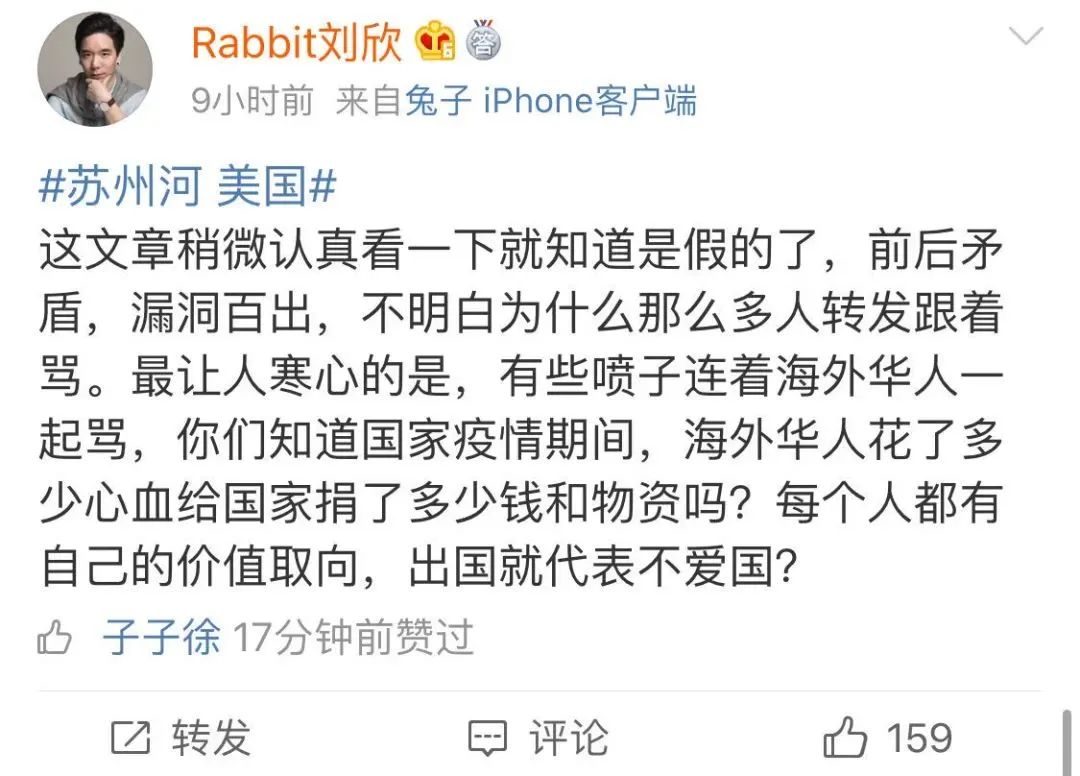 Rabbit刘欣 6 答
9小时前 来自兔子 iPhone客户端
#苏州河 美国#
这文章稍微认真看一下就知道是假的了，前后矛
盾，漏洞百出，不明白为什么那么多人转发跟着
骂。最让人寒心的是，有些喷子连着海外华人一
起骂，你们知道国家疫情期间，海外华人花了多
少心血给国家捐了多少钱和物资吗？每个人都有
自己的价值取向，出国就代表不爱国？
子子徐 17分钟前赞过
转发 评论 159